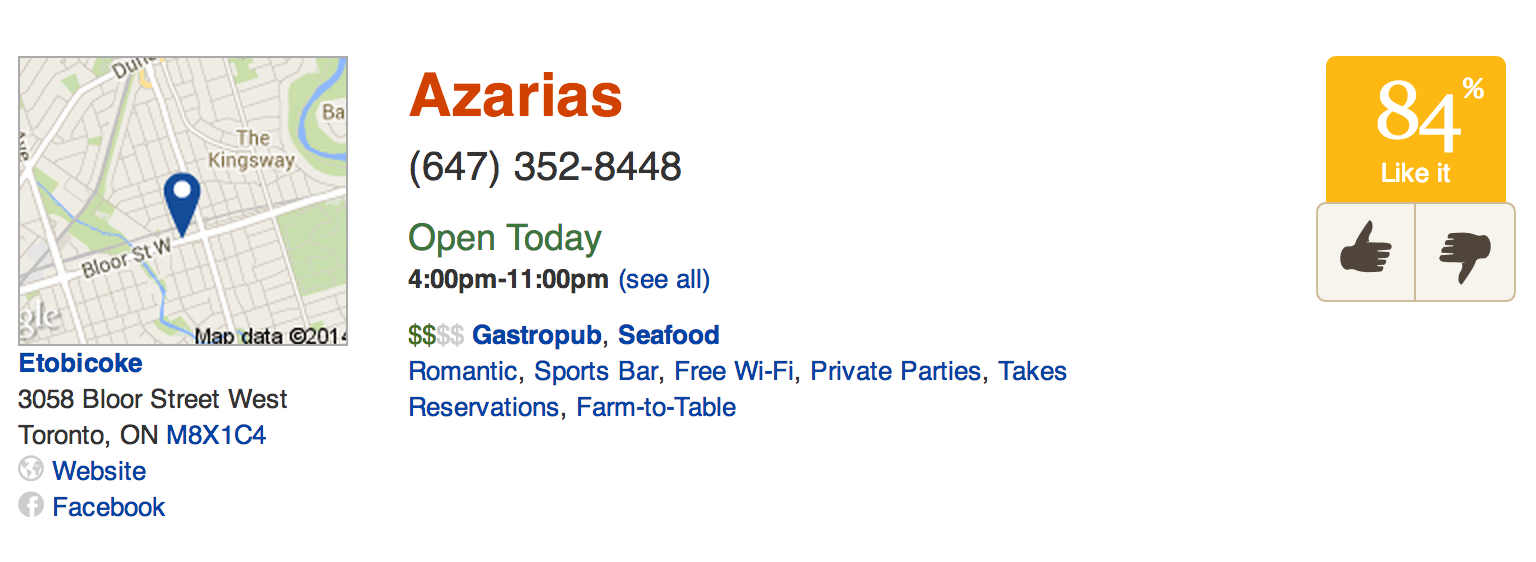 Dun
Ba
The
Kingsway
Ave
Bloor St W
gle
Map data ©2014
Etobicoke
3058 Bloor Street West
Toronto, ON M8X1C4
Website
Facebook
Azarias
(647) 352-8448
Open Today
4:00pm-11:00pm (see all)
$$$$ Gastropub, Seafood
Romantic, Sports Bar, Free Wi-Fi, Private Parties, Takes
Reservations, Farm-to-Table
84%
Like it